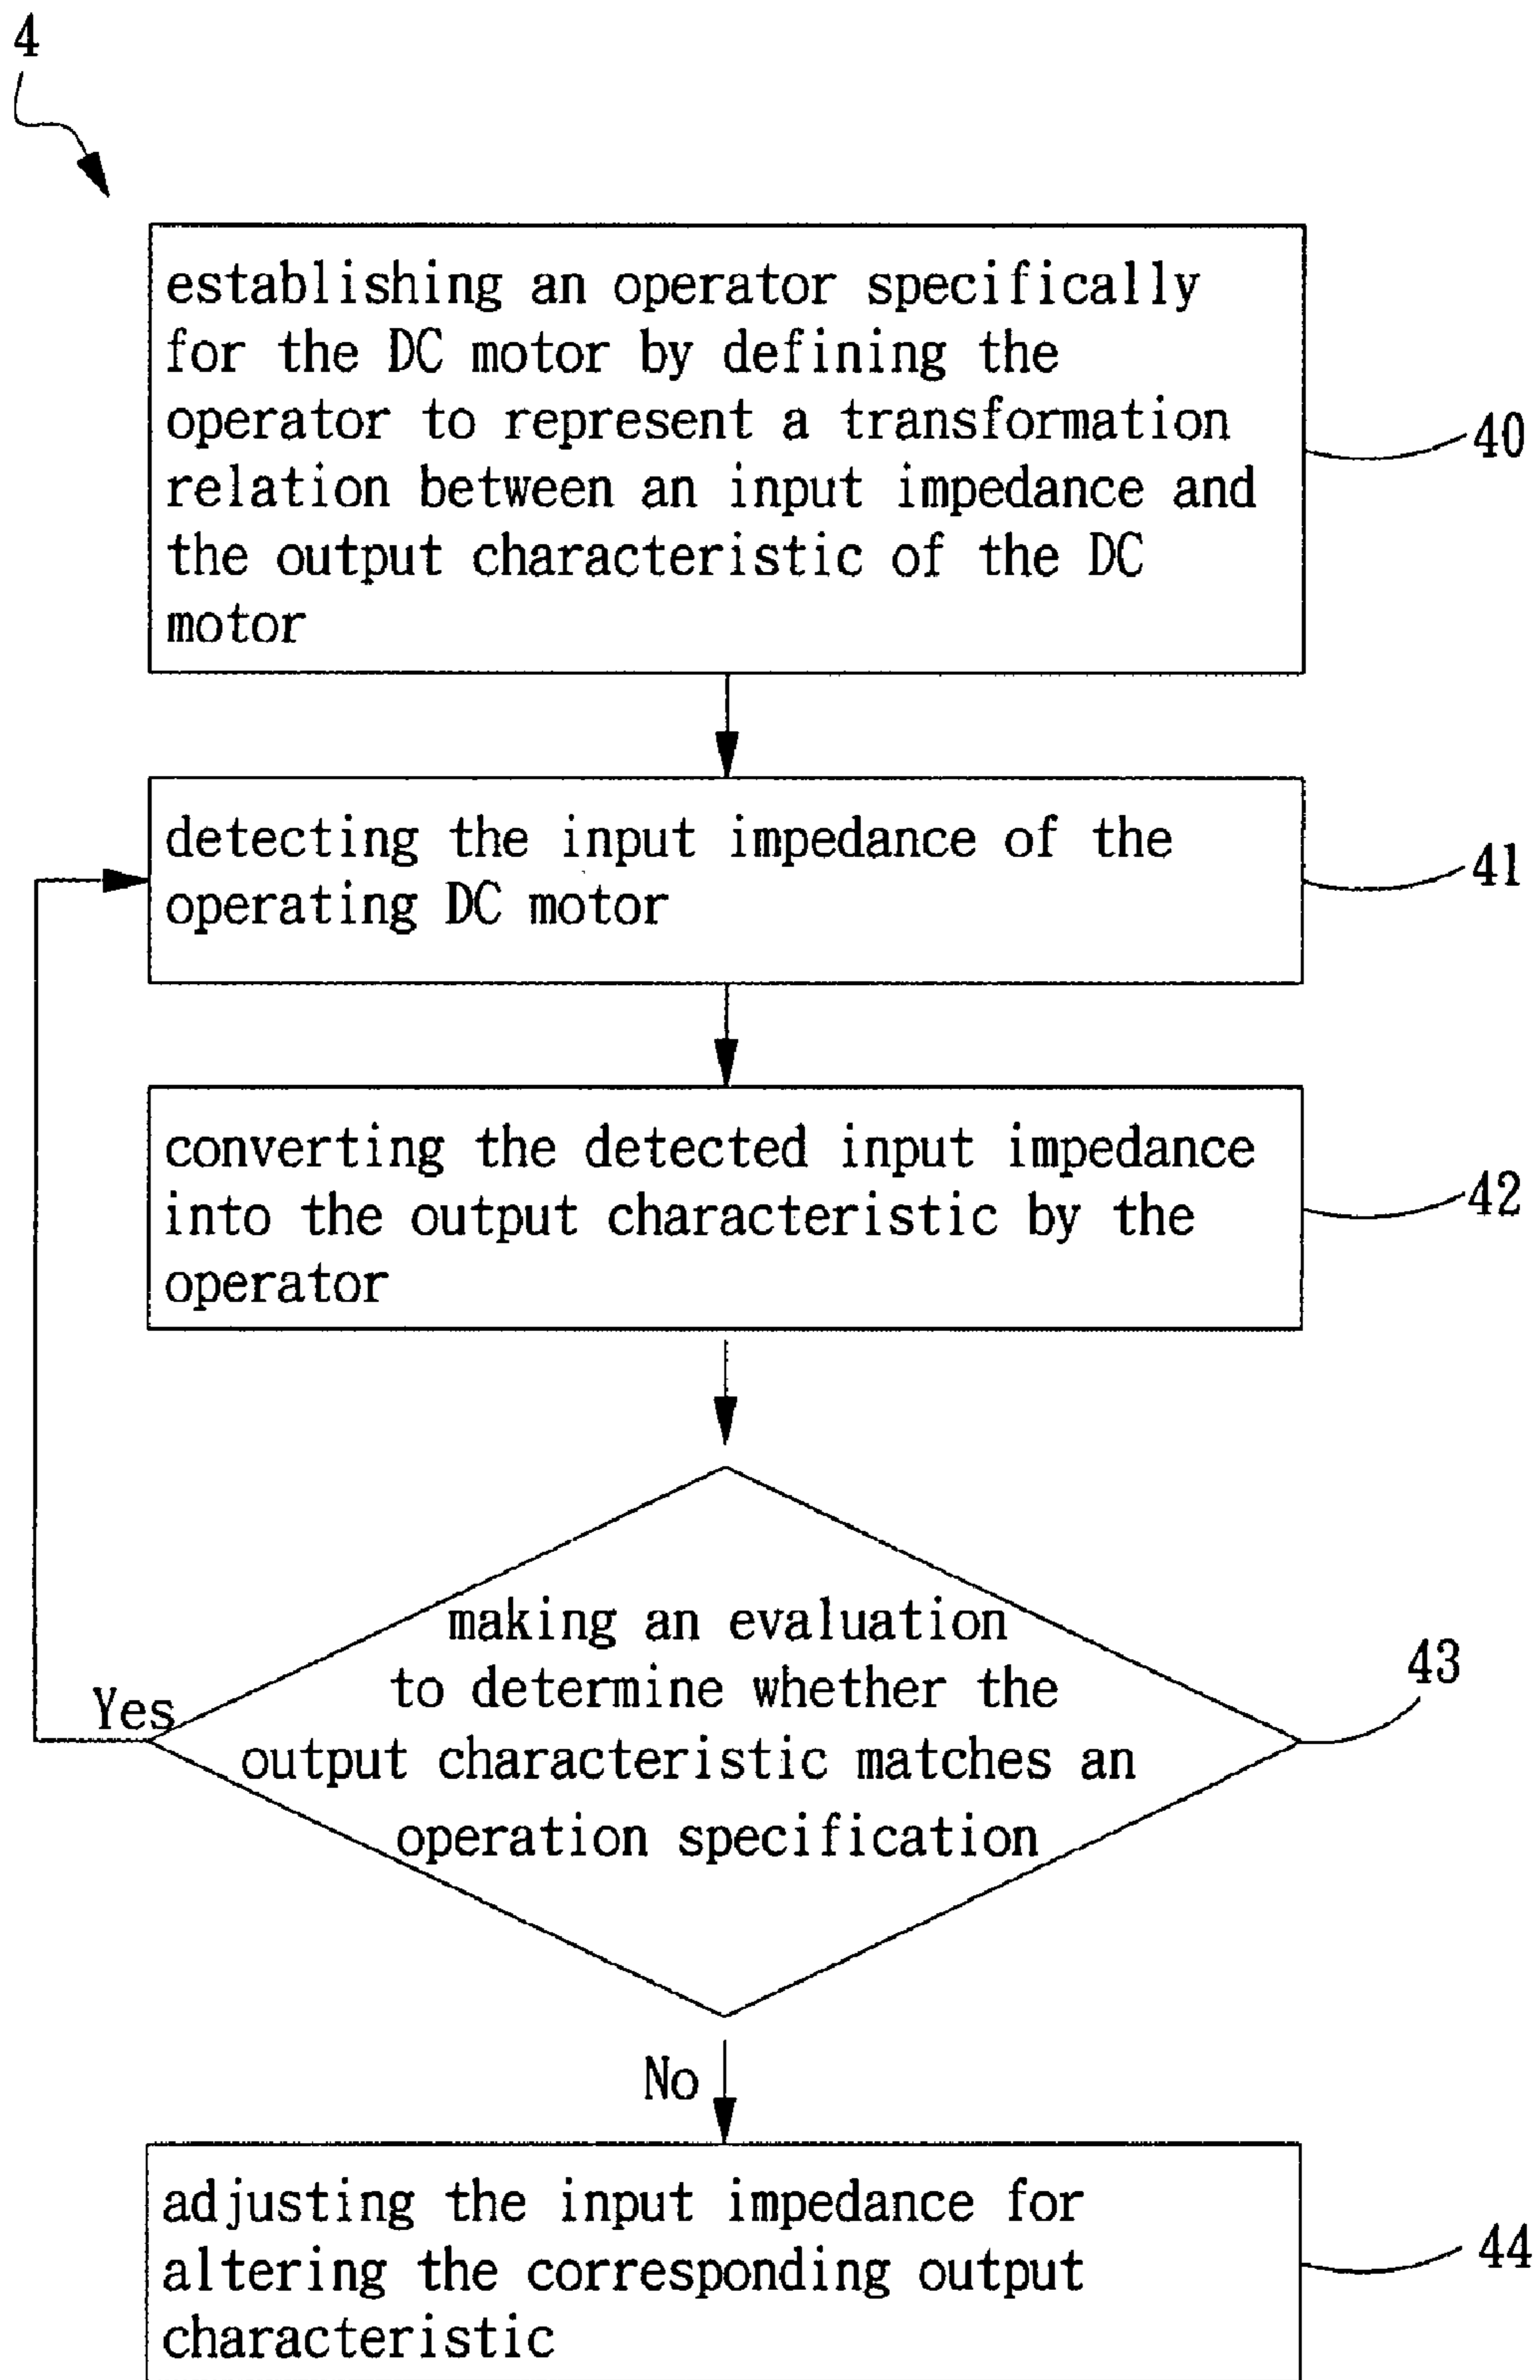 4
establishing an operator specifically
for the DC motor by defining the
operator to represent a transformation
relation between an input impedance and
the output characteristic of the DC
motor
40
detecting the input impedance of the
operating DC motor
41
converting the detected input impedance
into the output characteristic by the
operator
42
making an evaluation
to determine whether the
output characteristic matches an
operation specification
43
Yes
No
adjusting the input impedance for
altering the corresponding output
characteristic
44